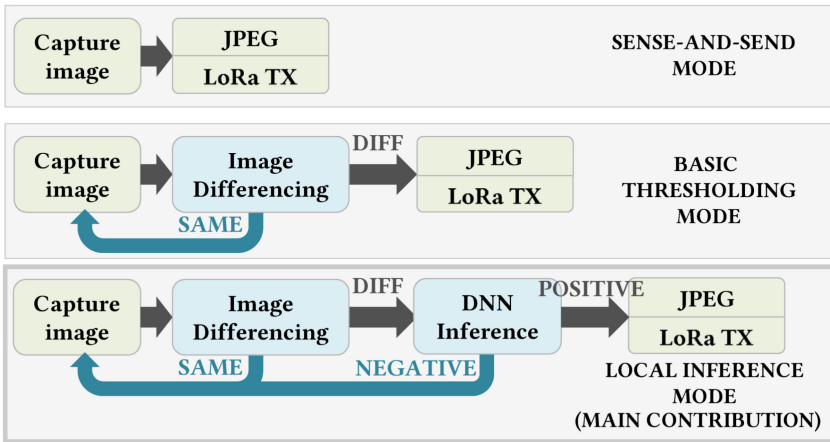 Capture
image
JPEG
LoRa TX
SENSE-AND-SEND
MODE
Capture
image
Image
Differencing
DIFF
SAME
JPEG
LoRa TX
BASIC
THRESHOLDING
MODE
Capture
image
Image
Differencing
DIFF
SAME
DNN
Inference
POSITIVE
NEGATIVE
JPEG
LoRa TX
LOCAL INFERENCE
MODE
(MAIN CONTRIBUTION)